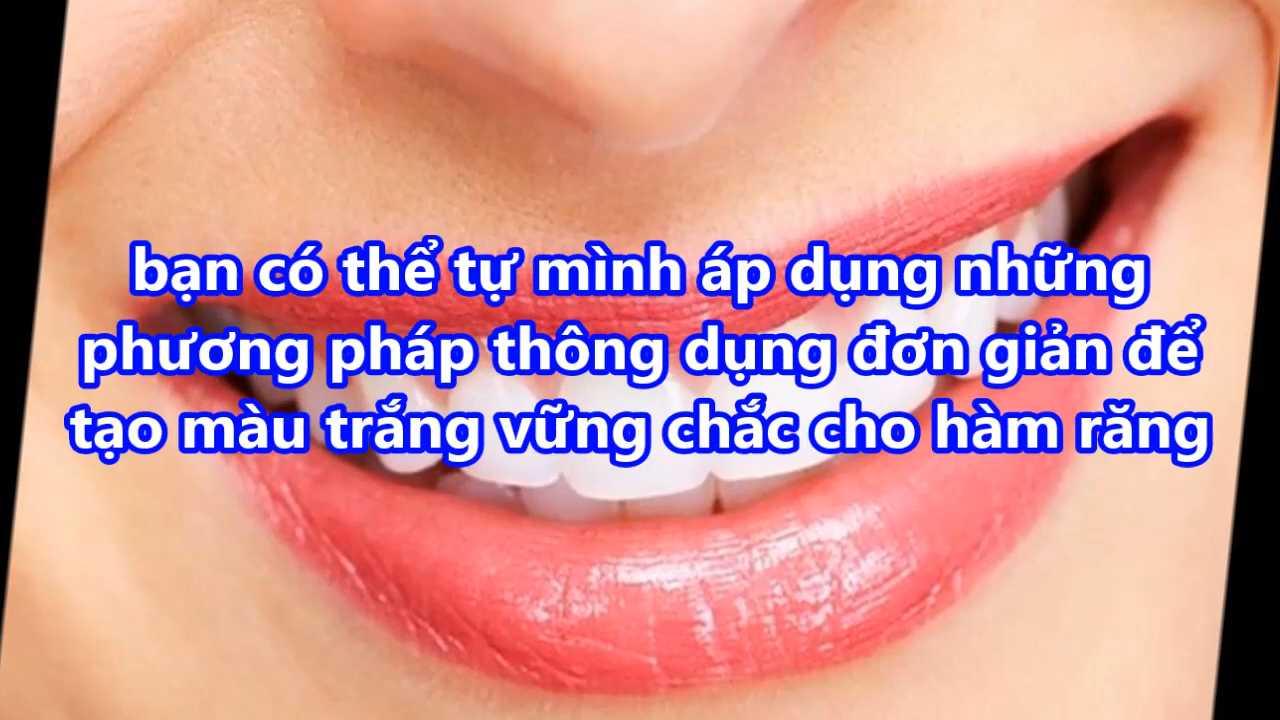 bạn có thể tự mình áp dụng những
phương pháp thông dụng đơn giản để
tạo màu trắng vững chắc cho hàm răng